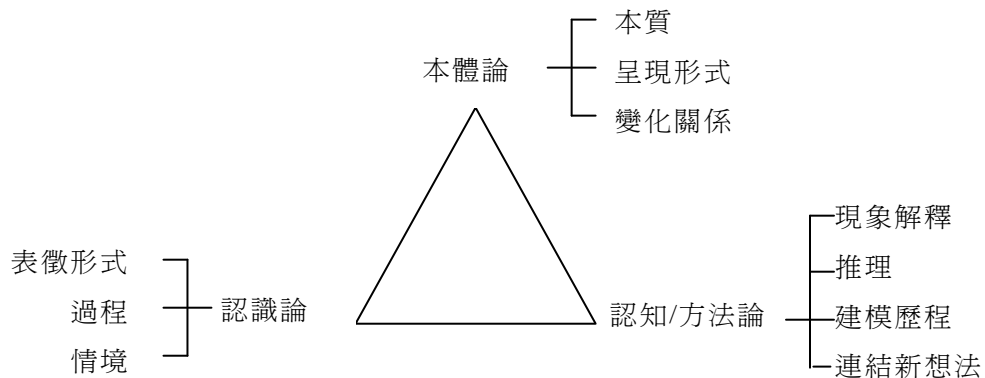 本體論
本質
呈現形式
變化關係
表徵形式
過程
情境
認識論
認知/方法論
現象解釋
推理
建模歷程
連結新想法